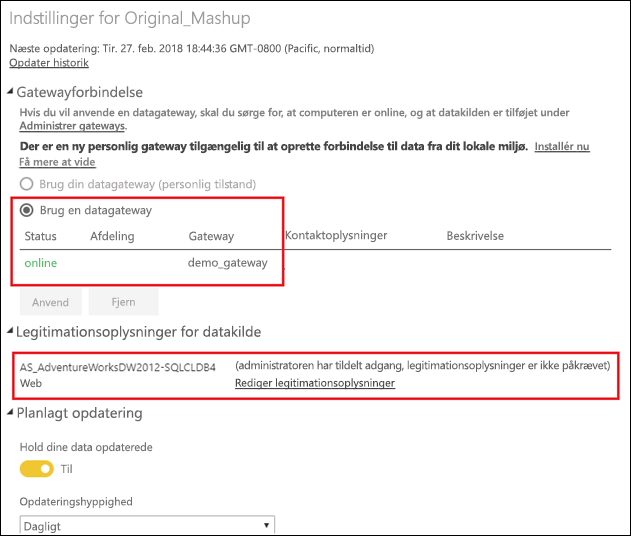 Indstillinger for Original_Mashup
Næste opdatering: Tir. 27. feb. 2018 18:44:36 GMT-0800 (Pacific, normaltid)
Opdater historik
Gatewayforbindelse
Hvis du vil anvende en datagateway, skal du sørge for, at computeren er online, og at datakilden er tilføjet under
Administrer gateways.
Der er en ny personlig gateway tilgængelig til at oprette forbindelse til data fra dit lokale miljø. Installér nu
Få mere at vide
Brug din datagateway (personlig tilstand)
Brug en datagateway
Status Afdeling Gateway Kontaktoplysninger Beskrivelse
online demo_gateway
Anvend Fjern
Legitimationsoplysninger for datakilde
AS_AdventureWorksDW2012-SQLCLDB4 (administratoren har tildelt adgang, legitimationsoplysninger er ikke påkrævet)
Web Rediger legitimationsoplysninger
Planlagt opdatering
Hold dine data opdaterede
Til
Opdateringshyppighed
Dagligt